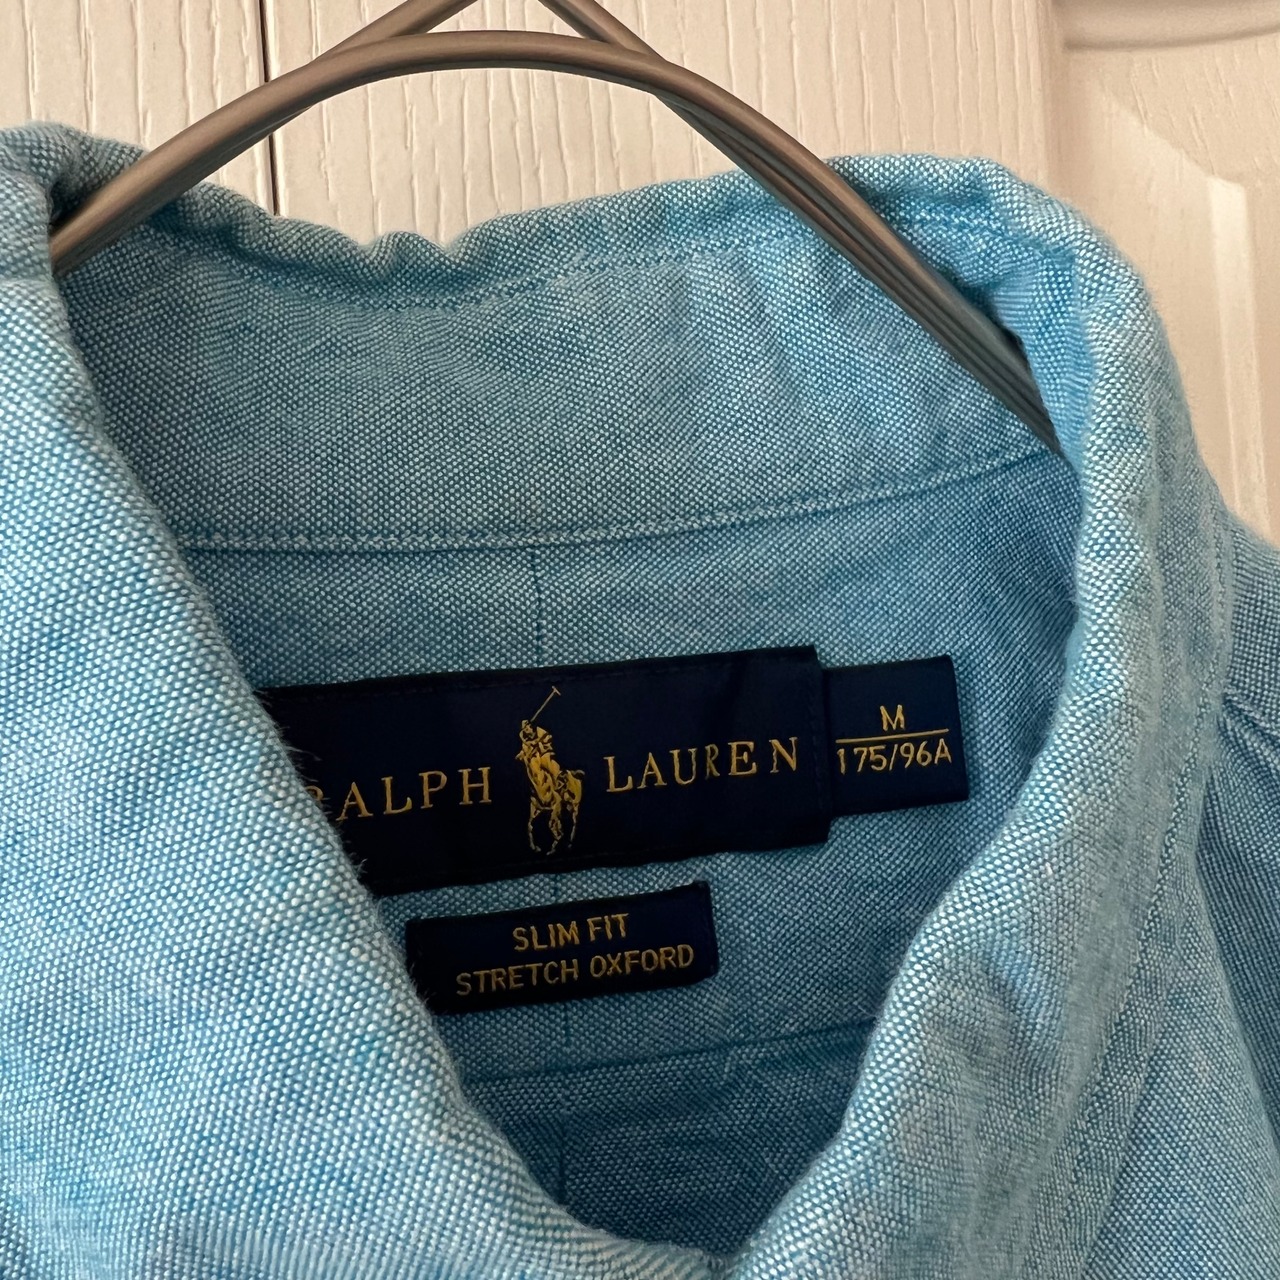 RALPH LAUREN
M
175/96A
SLIM FIT
STRETCH OXFORD